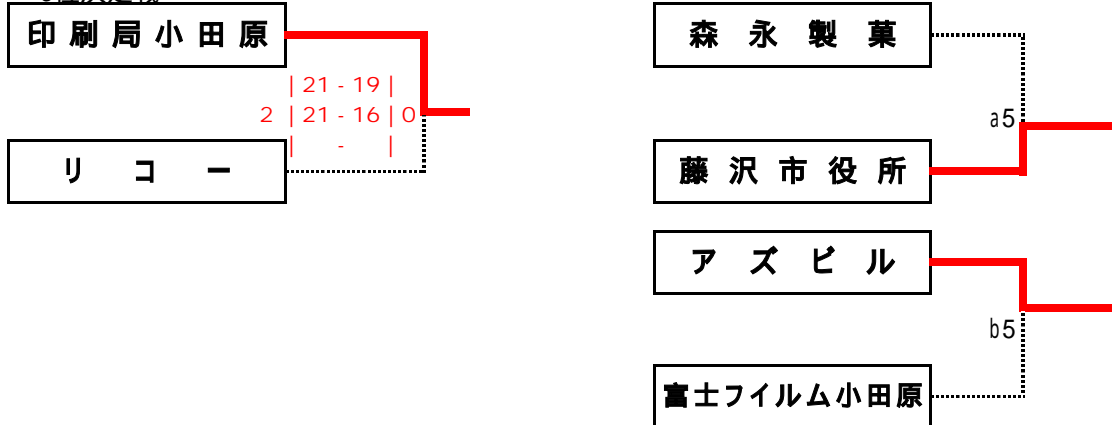 印刷局小田原
| 21 - 19 |
2 | 21 - 16 | 0
| - |
リコー
森永製菓
a5
藤沢市役所
アズビル
b5
富士フイルム小田原